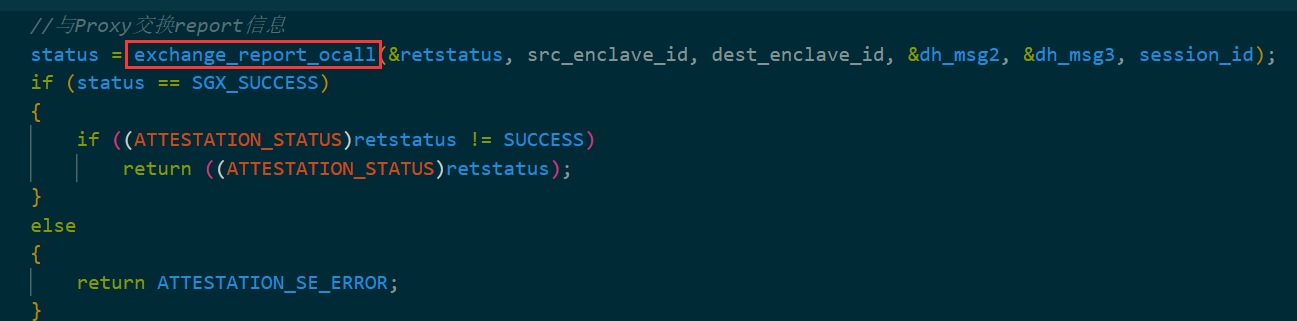 //与Proxy交换report信息
status = exchange_report_ocall(&retstatus, src_enclave_id, dest_enclave_id, &dh_msg2, &dh_msg3, session_id);
if (status == SGX_SUCCESS)
{
    if ((ATTESTATION_STATUS)retstatus != SUCCESS)
        return ((ATTESTATION_STATUS)retstatus);
}
else
{
    return ATTESTATION_SE_ERROR;
}